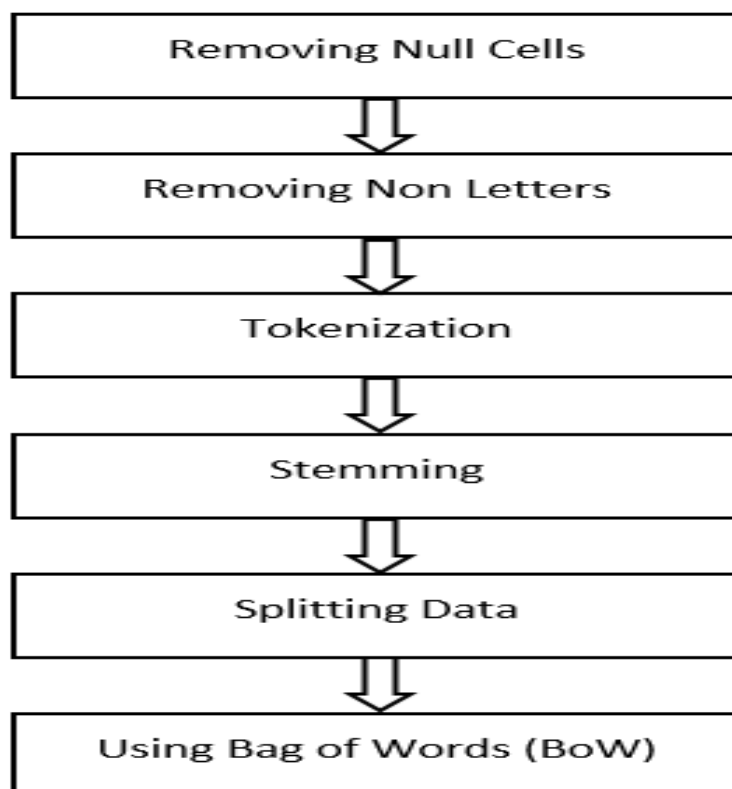 Removing Null Cells
Removing Non Letters
Tokenization
Stemming
Splitting Data
Using Bag of Words (BoW)